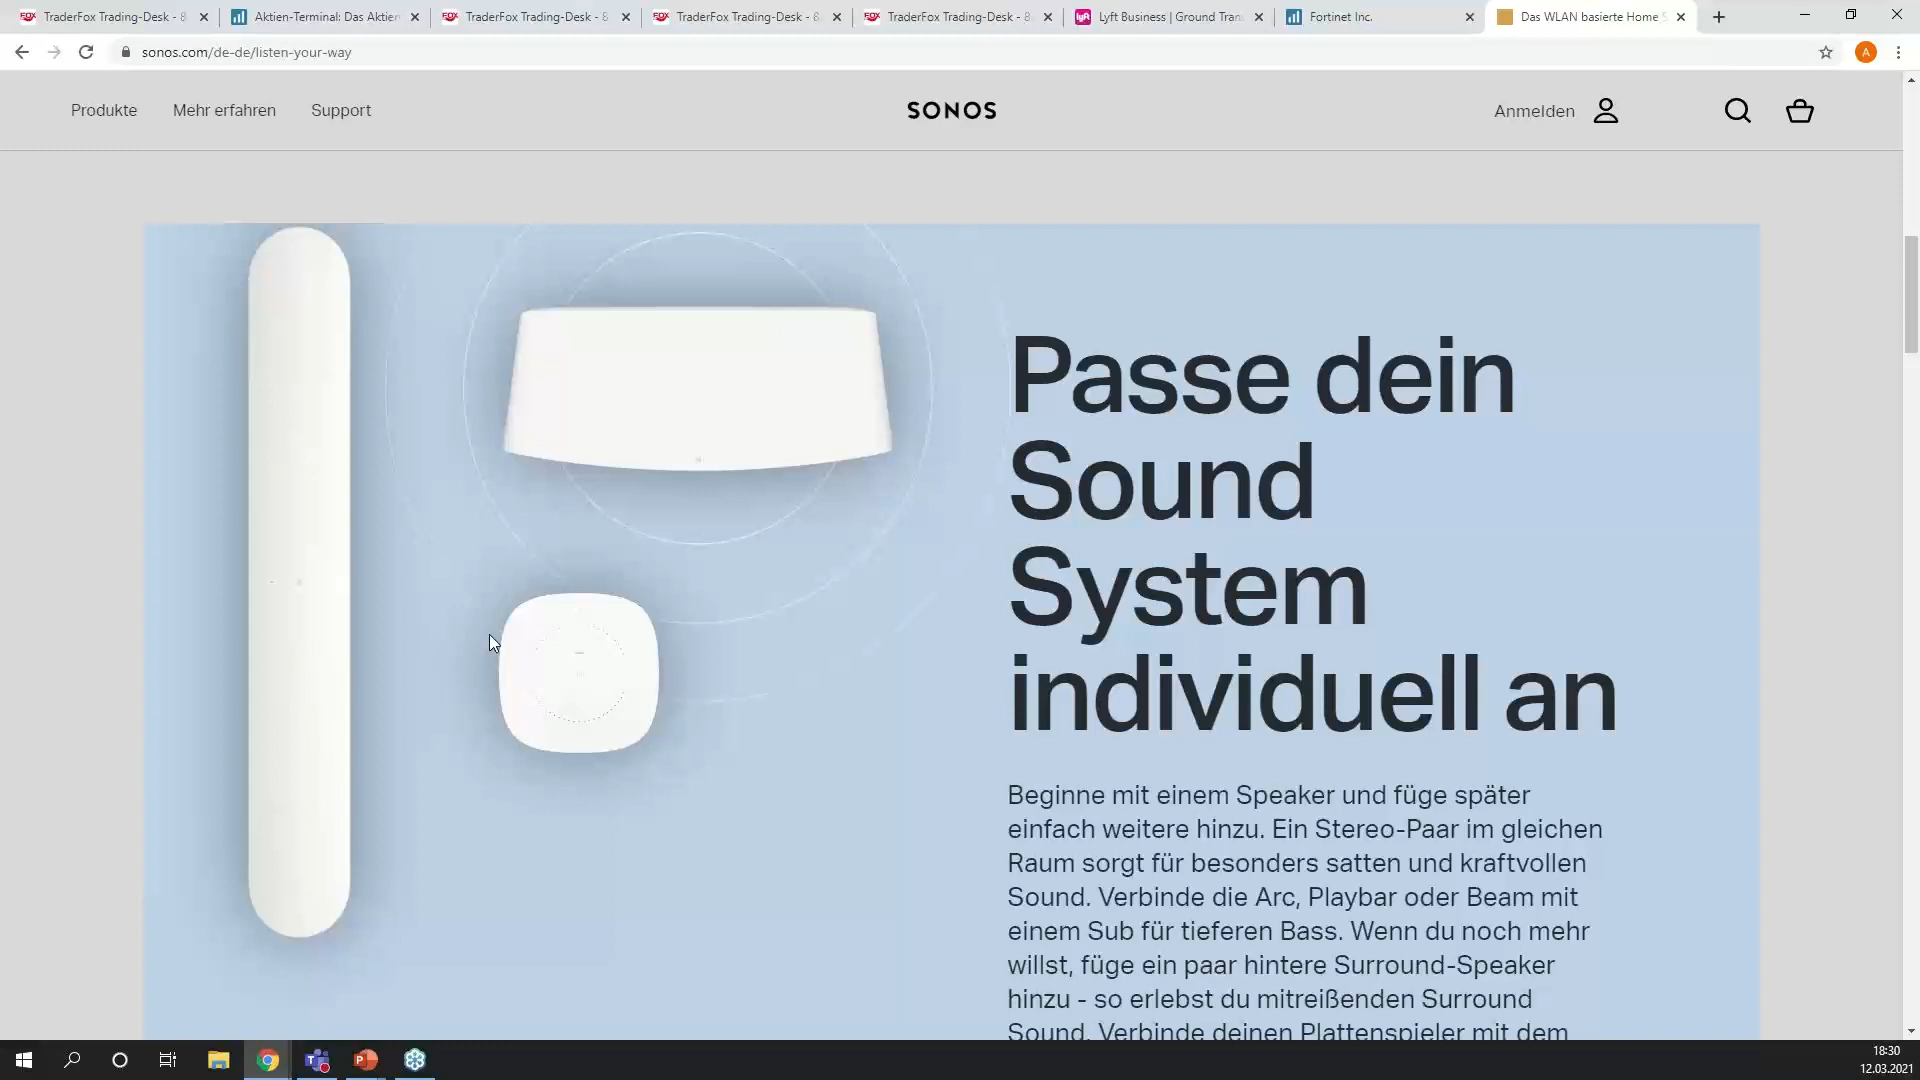 TraderFox Trading-Desk - 8
Aktien-Terminal: Das Aktien
TraderFox Trading-Desk - 8
TraderFox Trading-Desk - 8
TraderFox Trading-Desk - 8
Lyft Business | Ground Tran
Fortinet Inc.
Das WLAN basierte Home S
sonos.com/de-de/listen-your-way
A
Produkte
Mehr erfahren
Support
SONOS
Anmelden
Passe dein
Sound
System
individuell an
Beginne mit einem Speaker und füge später
einfach weitere hinzu. Ein Stereo-Paar im gleichen
Raum sorgt für besonders satten und kraftvollen
Sound. Verbinde die Arc, Playbar oder Beam mit
einem Sub für tieferen Bass. Wenn du noch mehr
willst, füge ein paar hintere Surround-Speaker
hinzu - so erlebst du mitreißenden Surround
Sound. Verbinde deinen Plattenspieler mit dem
18:30
12.03.2021